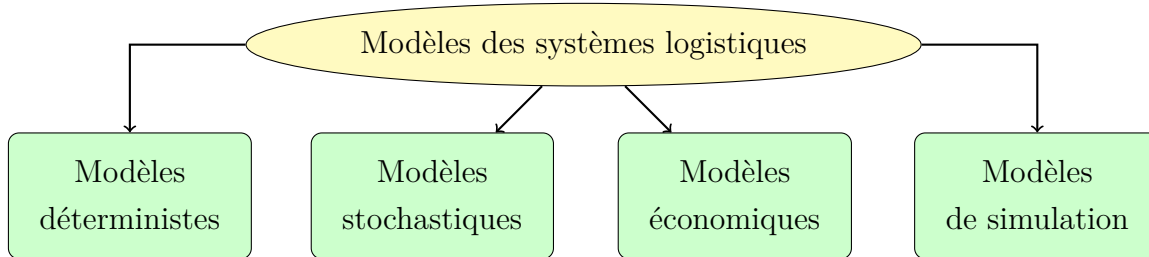 Modèles des systèmes logistiques
Modèles
déterministes
Modèles
stochastiques
Modèles
économiques
Modèles
de simulation